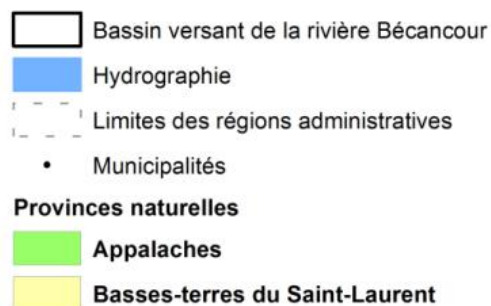 Bassin versant de la rivière Bécancour
Hydrographie
Limites des régions administratives
Municipalités
Provinces naturelles
Appalaches
Basses-terres du Saint-Laurent